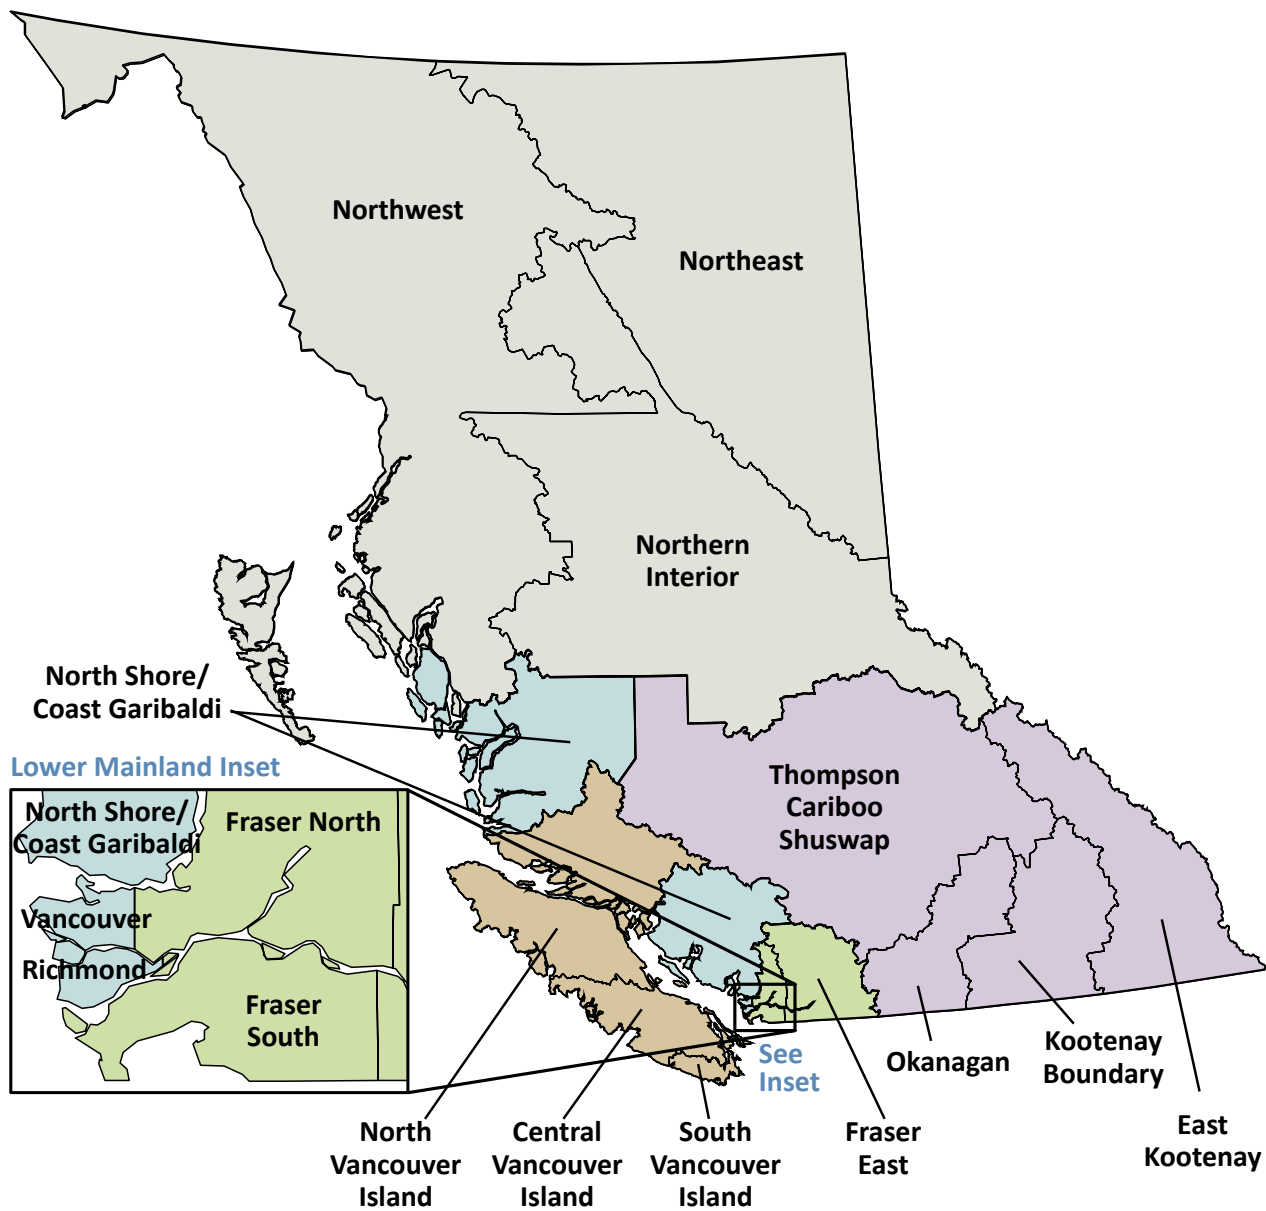 Northwest
Northeast
Northern
Interior
North Shore/
Coast Garibaldi
Lower Mainland Inset
North Shore/
Coast Garibaldi
Fraser North
Vancouver
Richmond
Fraser
South
Thompson
Cariboo
Shuswap
See
Inset
Okanagan
Kootenay
Boundary
East
Kootenay
North
Vancouver
Island
Central
Vancouver
Island
South
Vancouver
Island
Fraser
East